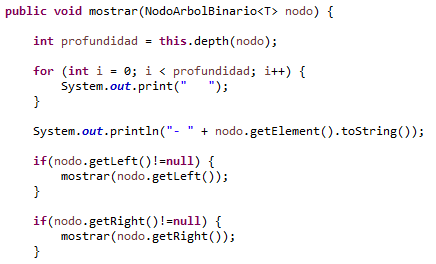 public void mostrar(NodoArbolBinario<T> nodo) {
int profundidad = this.depth(nodo);
for (int i = 0; i < profundidad; i++) {
System.out.print("   ");
}
System.out.println("- " + nodo.getElement().toString());
if(nodo.getLeft()!=null) {
mostrar(nodo.getLeft());
}
if(nodo.getRight()!=null) {
mostrar(nodo.getRight());
}